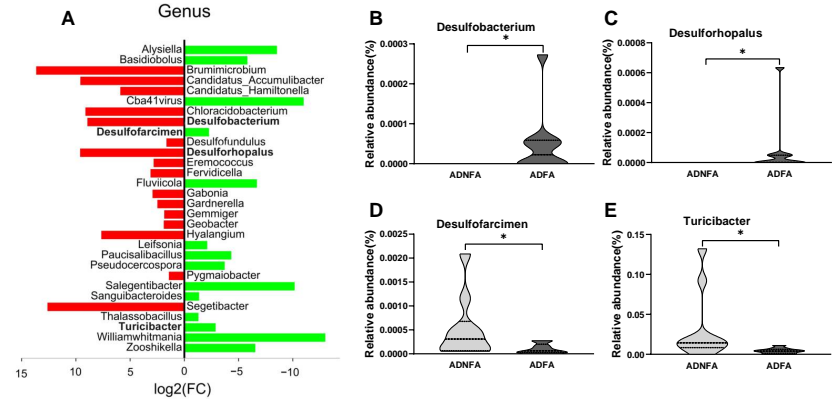 Genus
A
Alysiella
Basidiobolus
Brumimicrobium
Candidatus_Accumulibacter
Candidatus_Hamiltonella
Cba41virus
Chloracidobacterium
Desulfobacterium
Desulfofarcimen
Desulfofundulus
Desulforhopalus
Eremococcus
Fervidicella
Fluviicola
Gabonia
Gardnerella
Gemmiger
Geobacter
Hyalangium
Leifsonia
Paucisalibacillus
Pseudocercospora
Pygmaiobacter
Salegentibacter
Sanguibacteroides
Segetibacter
Thalassobacillus
Turicibacter
Williamwhitmania
Zooshikella
15 10 5 0 −5 −10
log2(FC)
B
Desulfobacterium
Relative abundance(%)
0.0003
*
0.0002
0.0001
0.0000
ADNFA ADFA
C
Desulforhopalus
Relative abundance(%)
0.0008
*
0.0006
0.0004
0.0002
0.0000
ADNFA ADFA
D
Desulfofarcimen
Relative abundance(%)
0.0025
*
0.0020
0.0015
0.0010
0.0005
0.0000
ADNFA ADFA
E
Turicibacter
Relative abundance(%)
0.15
*
0.10
0.05
0.00
ADNFA ADFA